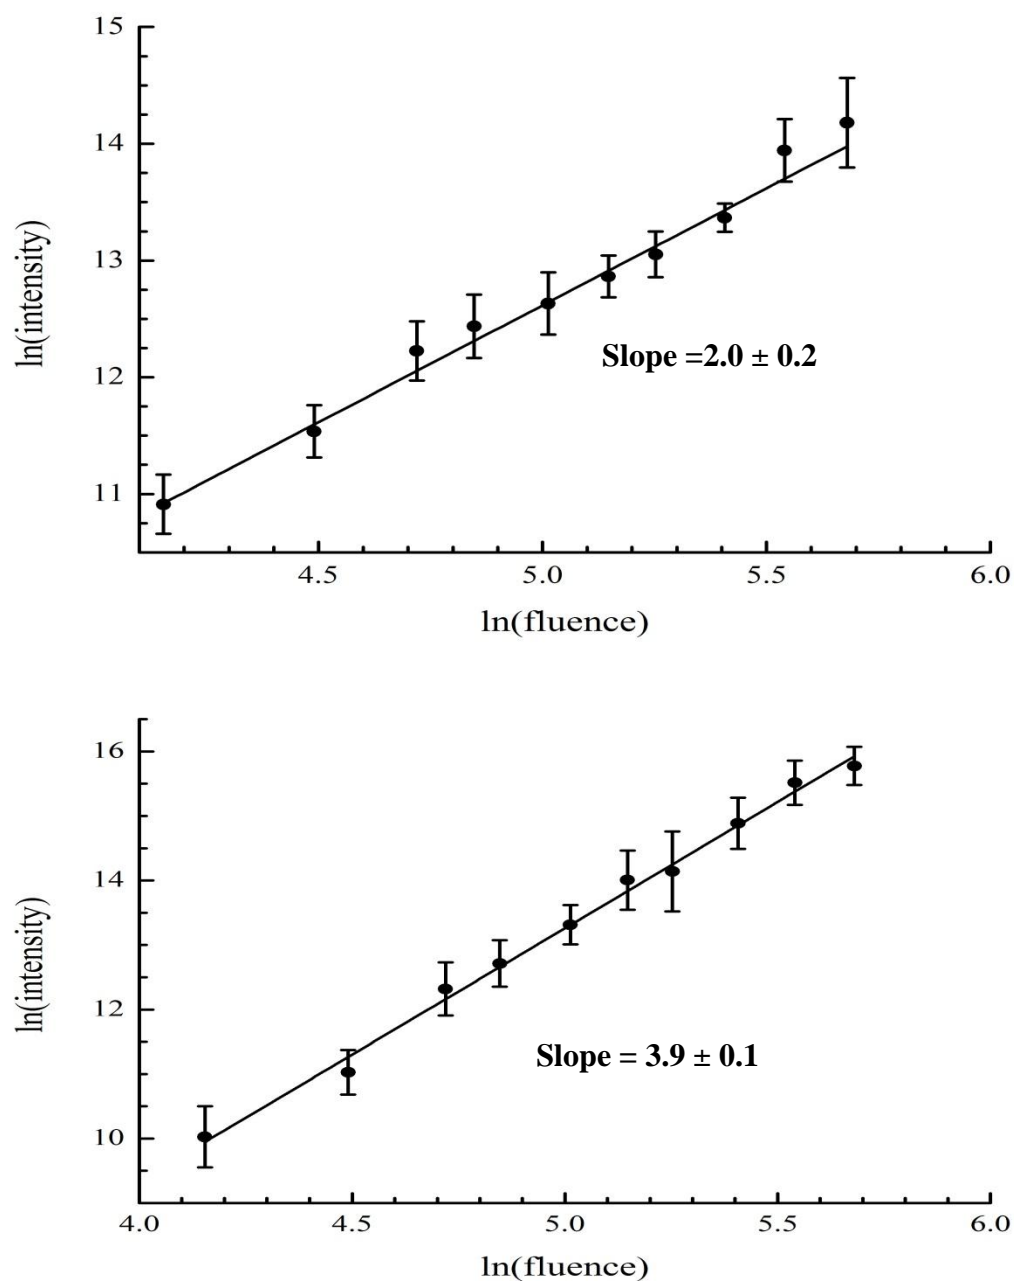 15
14
13
12
11
ln(intensity)
Slope =2.0 ± 0.2
4.5 5.0 5.5 6.0
ln(fluence)
16
14
12
10
ln(intensity)
Slope = 3.9 ± 0.1
4.0 4.5 5.0 5.5 6.0
ln(fluence)